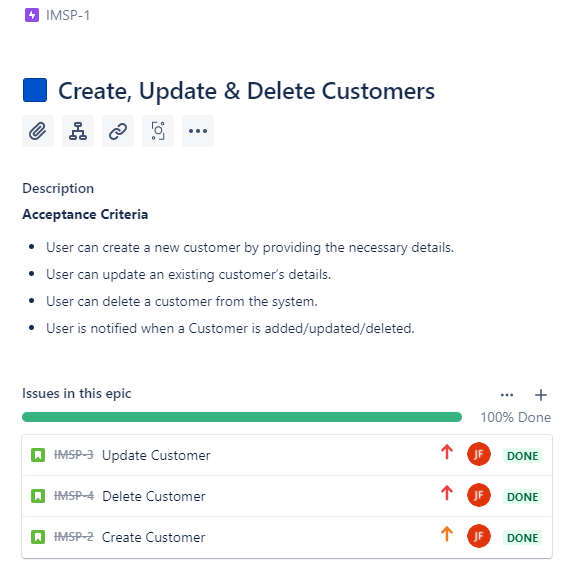 IMSP-1
Create, Update & Delete Customers
Description
Acceptance Criteria
User can create a new customer by providing the necessary details.
User can update an existing customer's details.
User can delete a customer from the system.
User is notified when a Customer is added/updated/deleted.
Issues in this epic
100% Done
IMSP-3 Update Customer JF DONE
IMSP-4 Delete Customer JF DONE
IMSP-2 Create Customer JF DONE